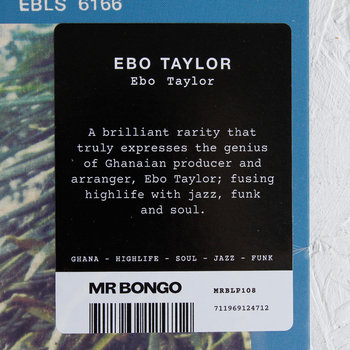 EBLS 6166
EBO TAYLOR
Ebo Taylor
A brilliant rarity that
truly expresses the genius
of Ghanaian producer and
arranger, Ebo Taylor; fusing
highlife with jazz, funk
and soul.
GHANA - HIGHLIFE - SOUL - JAZZ - FUNK
MR BONGO
MRBLP108
711969124712